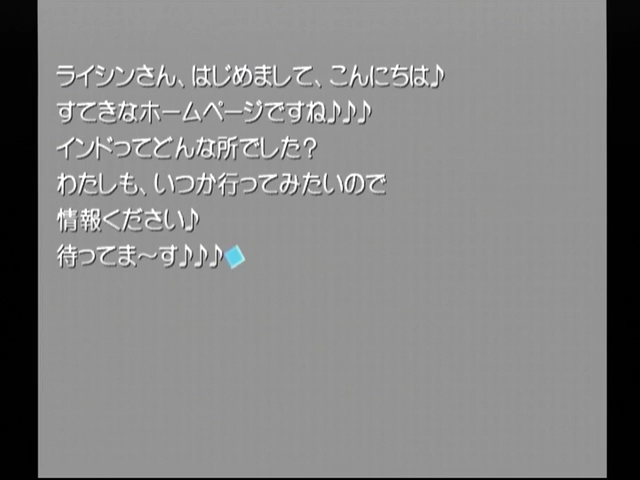 ライシンさん、はじめまして、こんにちは♪
すてきなホームページですね♪♪♪
インドってどんな所でした？
わたしも、いつか行ってみたいので
情報ください♪
待ってま～す♪♪♪